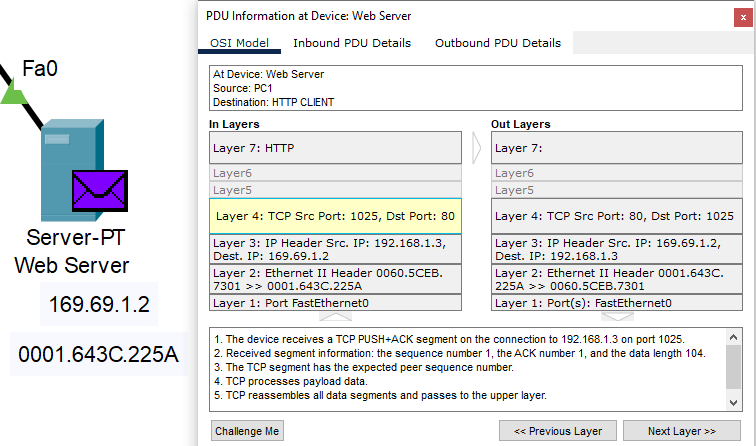 Fa0
Server-PT
Web Server
169.69.1.2
0001.643C.225A
PDU Information at Device: Web Server
x
OSI Model
Inbound PDU Details
Outbound PDU Details
At Device: Web Server
Source: PC1
Destination: HTTP CLIENT
In Layers
Layer 7: HTTP
Layer6
Layer5
Layer 4: TCP Src Port: 1025, Dst Port: 80
Layer 3: IP Header Src. IP: 192.168.1.3,
Dest. IP: 169.69.1.2
Layer 2: Ethernet II Header 0060.5CEB.
7301 >> 0001.643C.225A
Layer 1: Port FastEthernet0
Out Layers
Layer 7:
Layer6
Layer5
Layer 4: TCP Src Port: 80, Dst Port: 1025
Layer 3: IP Header Src. IP: 169.69.1.2,
Dest. IP: 192.168.1.3
Layer 2: Ethernet II Header 0001.643C.
225A >> 0060.5CEB.7301
Layer 1: Port(s): FastEthernet0
1. The device receives a TCP PUSH+ACK segment on the connection to 192.168.1.3 on port 1025.
2. Received segment information: the sequence number 1, the ACK number 1, and the data length 104.
3. The TCP segment has the expected peer sequence number.
4. TCP processes payload data.
5. TCP reassembles all data segments and passes to the upper layer.
Challenge Me
<< Previous Layer
Next Layer >>